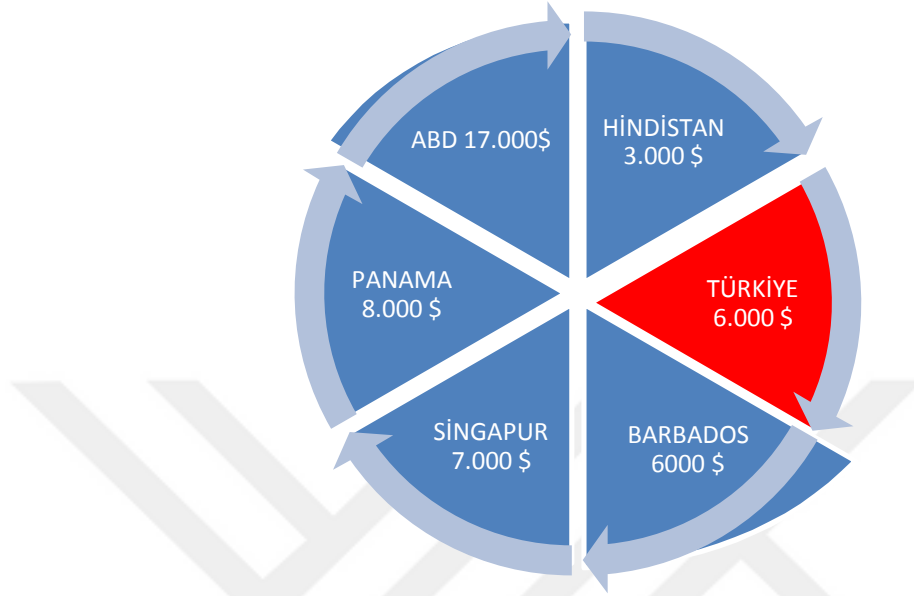 ABD 17.000$
HİNDİSTAN
3.000 $
PANAMA
8.000 $
TÜRKİYE
6.000 $
SİNGAPUR
7.000 $
BARBADOS
6000 $